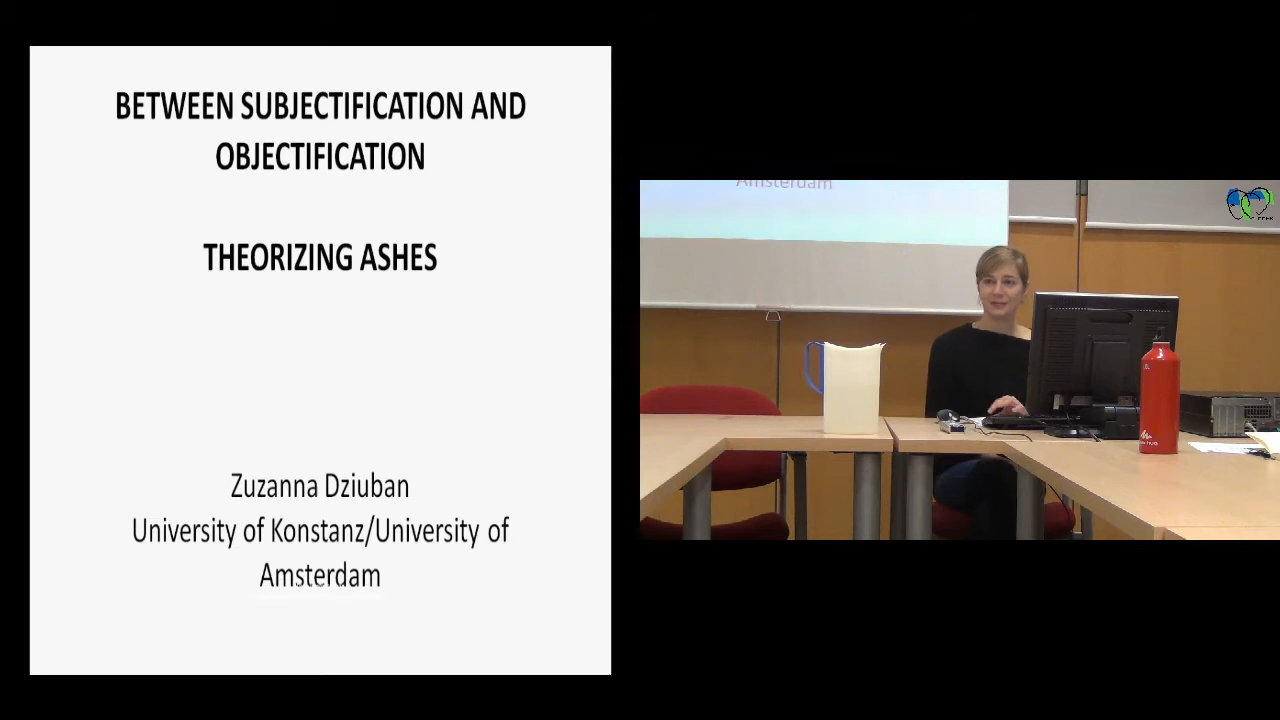 BETWEEN SUBJECTIFICATION AND
OBJECTIFICATION
THEORIZING ASHES
Zuzanna Dziuban
University of Konstanz/University of
Amsterdam
Amsterdam